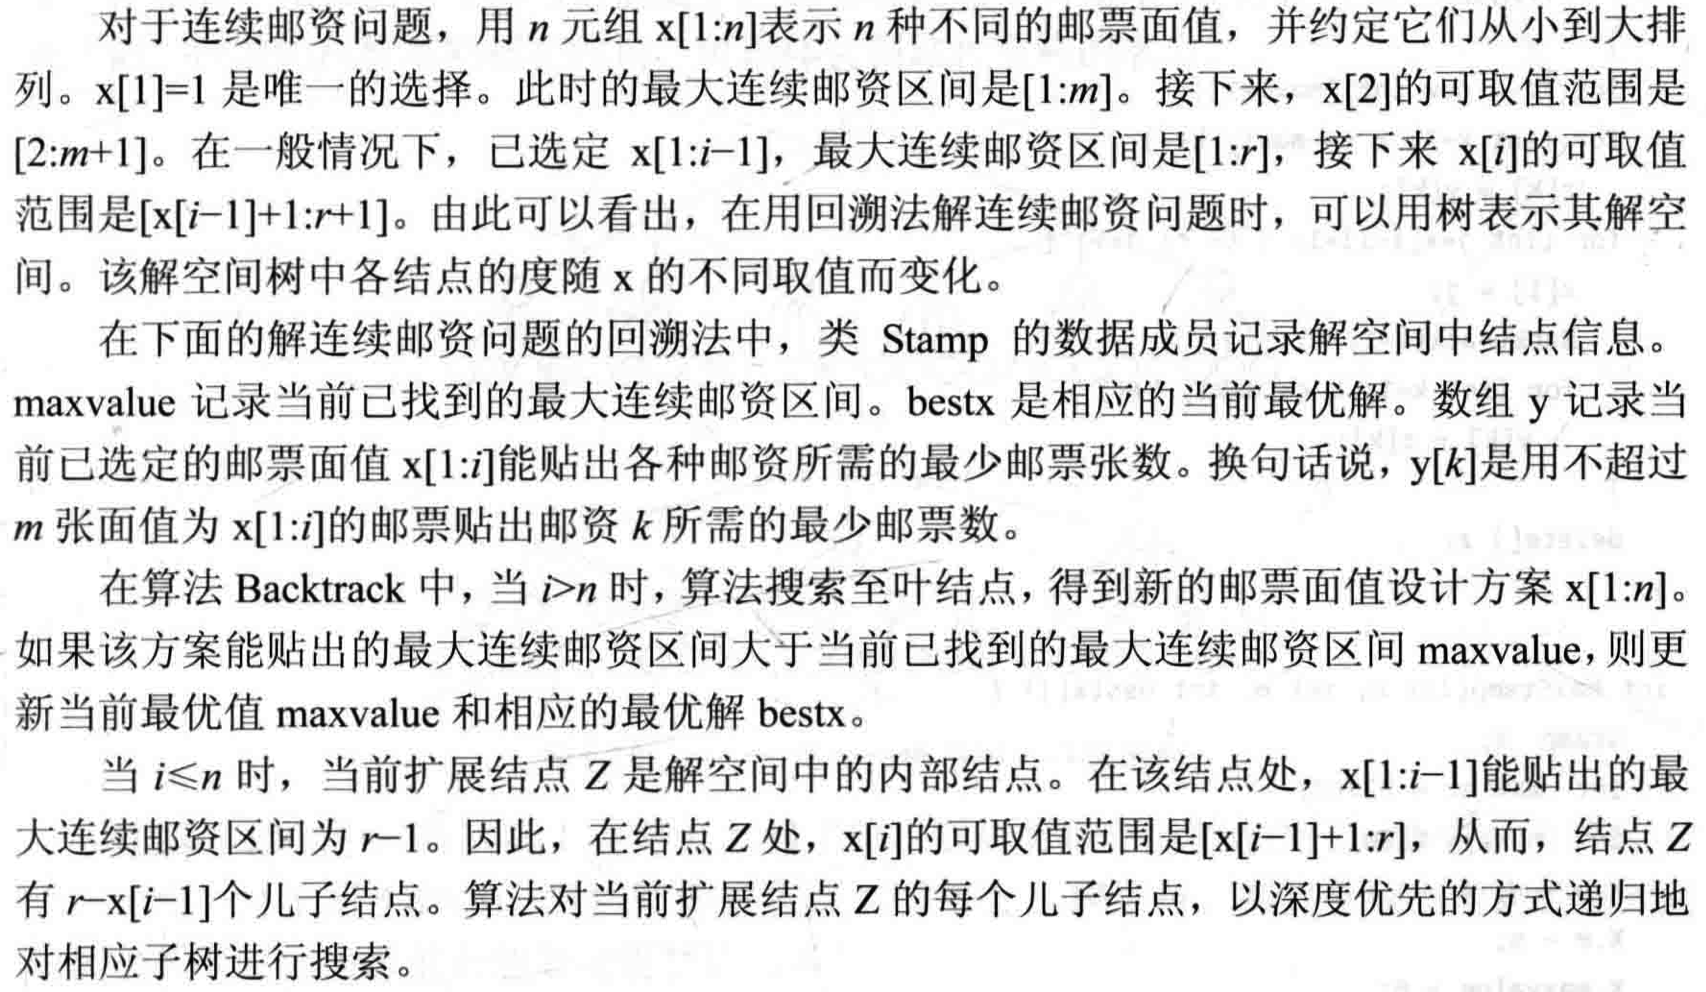 对于连续邮资问题，用 n 元组 x[1:n]表示 n 种不同的邮票面值，并约定它们从小到大排
列。x[1]=1 是唯一的选择。此时的最大连续邮资区间是[1:m]。接下来，x[2]的可取值范围是
[2:m+1]。在一般情况下，已选定 x[1:i−1]，最大连续邮资区间是[1:r]，接下来 x[i]的可取值
范围是[x[i−1]+1:r+1]。由此可以看出，在用回溯法解连续邮资问题时，可以用树表示其解空
间。该解空间树中各结点的度随 x 的不同取值而变化。
在下面的解连续邮资问题的回溯法中，类 Stamp 的数据成员记录解空间中结点信息。
maxvalue 记录当前已找到的最大连续邮资区间。bestx 是相应的当前最优解。数组 y 记录当
前已选定的邮票面值 x[1:i]能贴出各种邮资所需的最少邮票张数。换句话说，y[k]是用不超过
m 张面值为 x[1:i]的邮票贴出邮资 k 所需的最少邮票数。
在算法 Backtrack 中，当 i>n 时，算法搜索至叶结点，得到新的邮票面值设计方案 x[1:n]。
如果该方案能贴出的最大连续邮资区间大于当前已找到的最大连续邮资区间 maxvalue，则更
新当前最优值 maxvalue 和相应的最优解 bestx。
当 i≤n 时，当前扩展结点 Z 是解空间中的内部结点。在该结点处，x[1:i−1]能贴出的最
大连续邮资区间为 r−1。因此，在结点 Z 处，x[i]的可取值范围是[x[i−1]+1:r]，从而，结点 Z
有 r−x[i−1]个儿子结点。算法对当前扩展结点 Z 的每个儿子结点，以深度优先的方式递归地
对相应子树进行搜索。